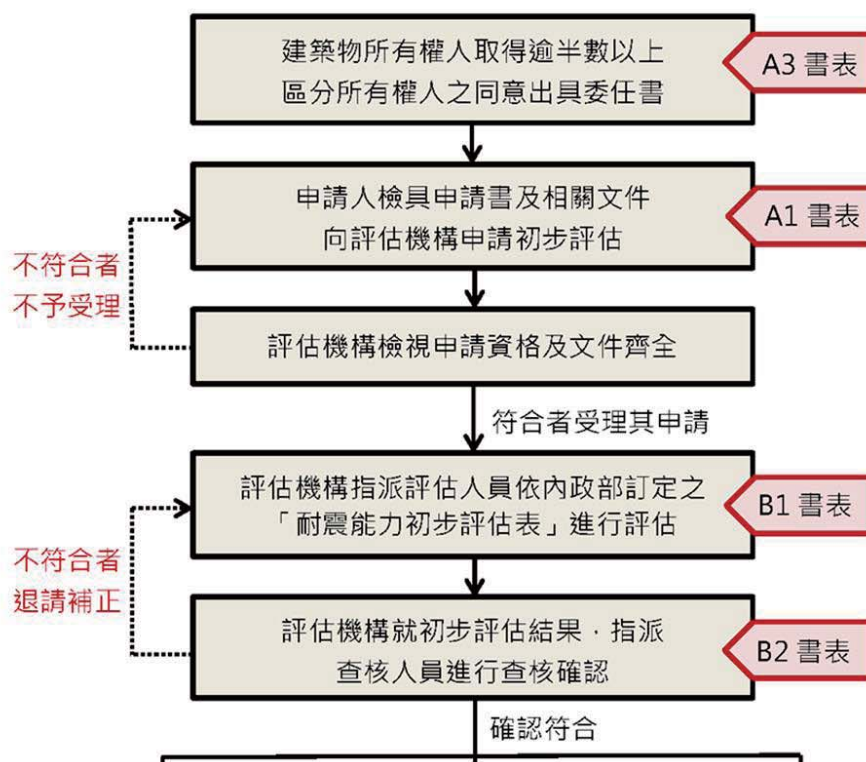 建築物所有權人取得逾半數以上
區分所有權人之同意出具委任書
A3 書表
申請人檢具申請書及相關文件
向評估機構申請初步評估
A1 書表
不符合者
不予受理
評估機構檢視申請資格及文件齊全
符合者受理其申請
評估機構指派評估人員依內政部訂定之
「耐震能力初步評估表」進行評估
B1 書表
不符合者
退請補正
評估機構就初步評估結果，指派
查核人員進行查核確認
B2 書表
確認符合